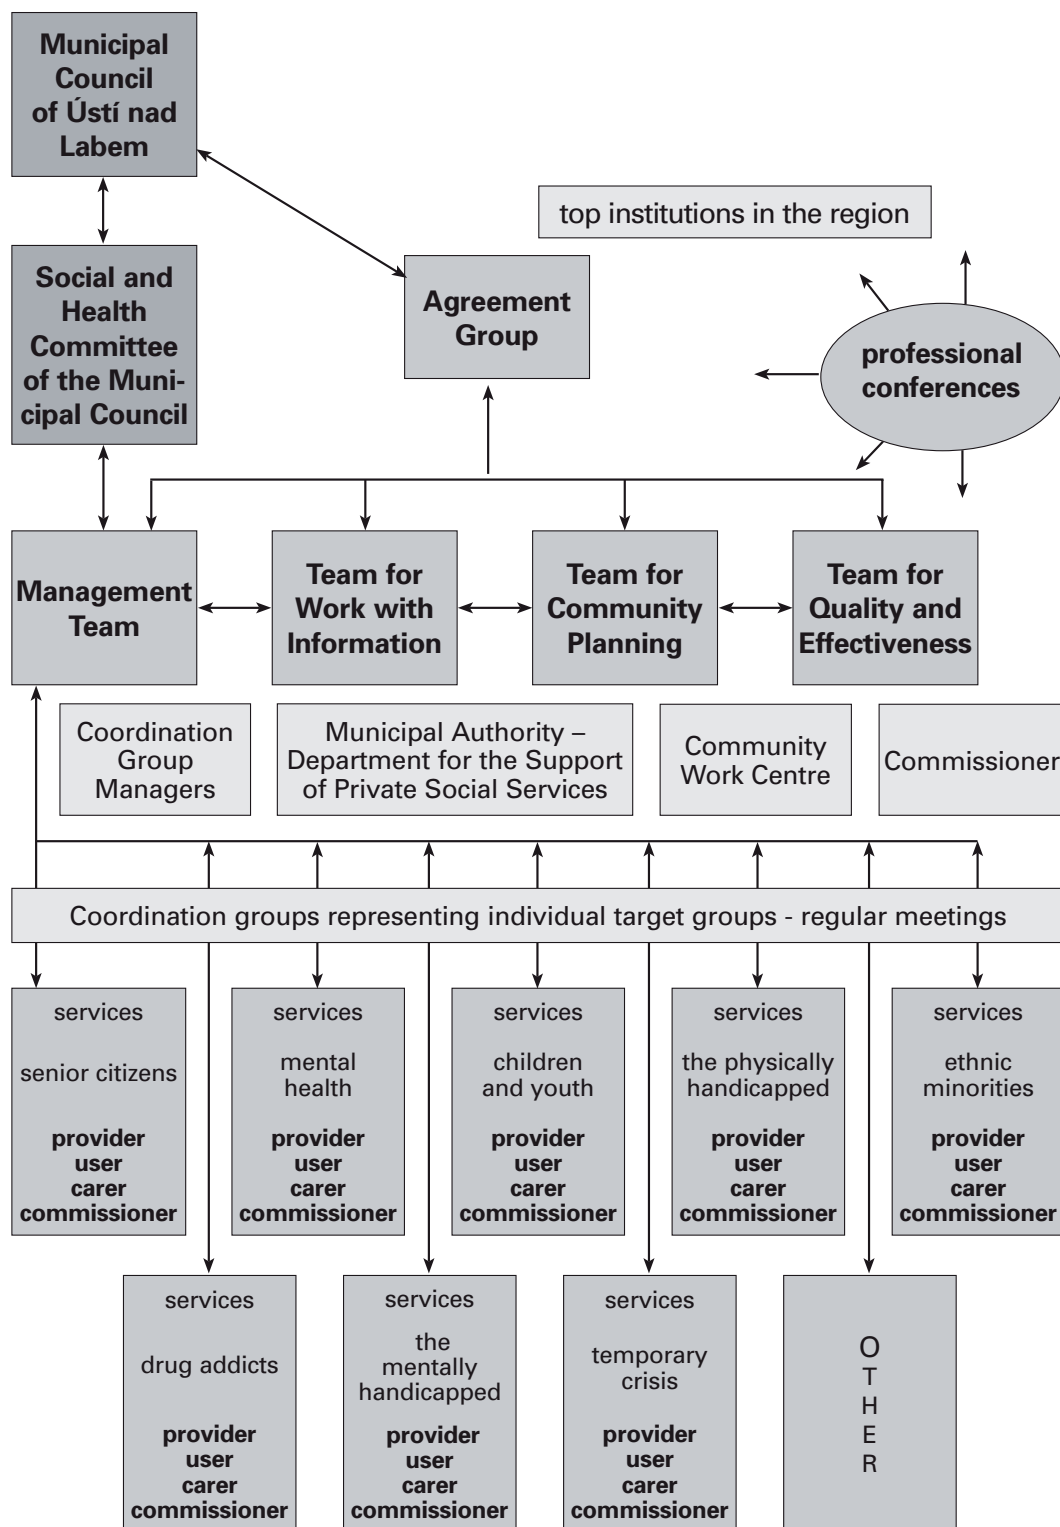 Municipal
Council
of Ústí nad
Labem
top institutions in the region
Social and
Health
Committee
of the Muni-
cipal Council
Agreement
Group
professional
conferences
Management
Team
Team for
Work with
Information
Team for
Community
Planning
Team for
Quality and
Effectiveness
Coordination
Group
Managers
Municipal Authority –
Department for the Support
of Private Social Services
Community
Work Centre
Commissioner
Coordination groups representing individual target groups - regular meetings
services
senior citizens
provider
user
carer
commissioner
services
mental
health
provider
user
carer
commissioner
services
children
and youth
provider
user
carer
commissioner
services
the physically
handicapped
provider
user
carer
commissioner
services
ethnic
minorities
provider
user
carer
commissioner
services
drug addicts
provider
user
carer
commissioner
services
the
mentally
handicapped
provider
user
carer
commissioner
services
temporary
crisis
provider
user
carer
commissioner
O
T
H
E
R